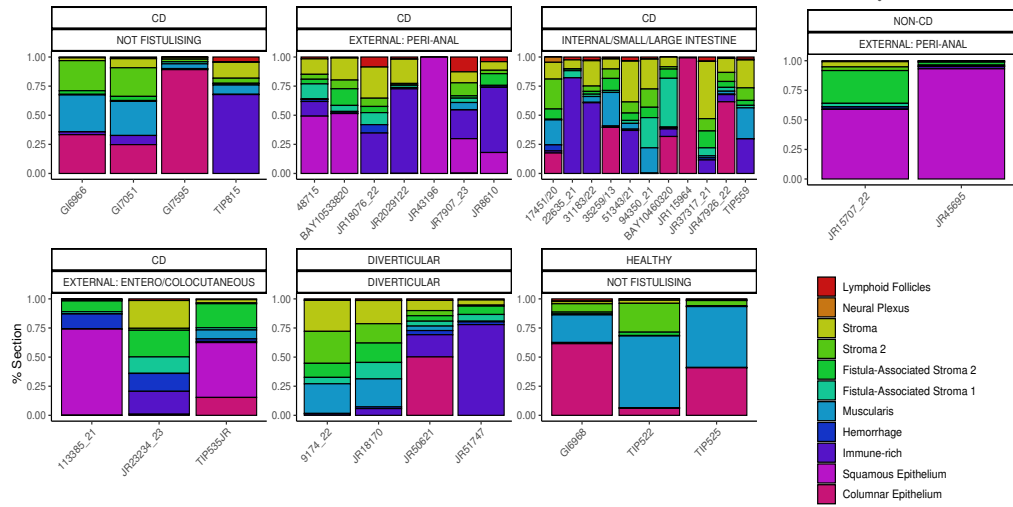 CD
NOT FISTULISING
1.00
0.75
0.50
0.25
0.00
GI6966
GI7051
GI7595
TIP815
CD
EXTERNAL: PERI-ANAL
1.00
0.75
0.50
0.25
0.00
48715
BAY10533820
JR18076_22
JR2029122
JR43196
JR7907_23
JR8610
CD
INTERNAL/SMALL/LARGE INTESTINE
1.00
0.75
0.50
0.25
0.00
17451/20
22635_21
31183/22
35259/13
51343/21
94350_21
BAY10460320
JR115964
JR37317_21
JR47926_22
TIP559
NON-CD
EXTERNAL: PERI-ANAL
1.00
0.75
0.50
0.25
0.00
JR15707_22
JR45695
% Section
CD
EXTERNAL: ENTERO/COLOCUTANEOUS
1.00
0.75
0.50
0.25
0.00
113385_21
JR23234_23
TIP535JR
DIVERTICULAR
DIVERTICULAR
1.00
0.75
0.50
0.25
0.00
9174_22
JR18170
JR50621
JR51747
HEALTHY
NOT FISTULISING
1.00
0.75
0.50
0.25
0.00
GI6968
TIP522
TIP525
Lymphoid Follicles
Neural Plexus
Stroma
Stroma 2
Fistula-Associated Stroma 2
Fistula-Associated Stroma 1
Muscularis
Hemorrhage
Immune-rich
Squamous Epithelium
Columnar Epithelium